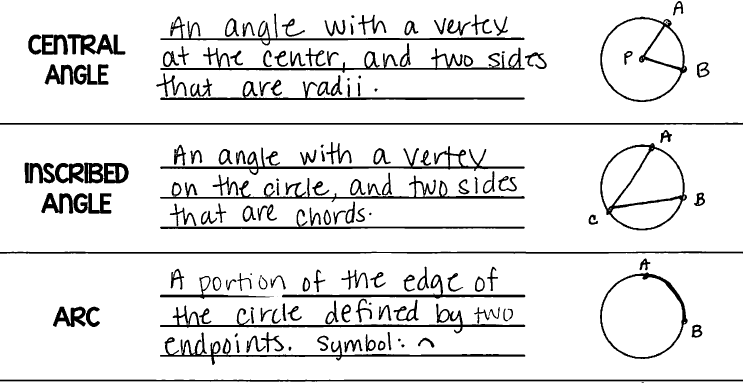 CENTRAL
ANGLE
An angle with a vertex
at the center, and two sides
that are radii.
A
P
B
INSCRIBED
ANGLE
An angle with a vertex
on the circle, and two sides
that are chords.
A
B
C
ARC
A portion of the edge of
the circle defined by two
endpoints. Symbol: ⌢
A
B